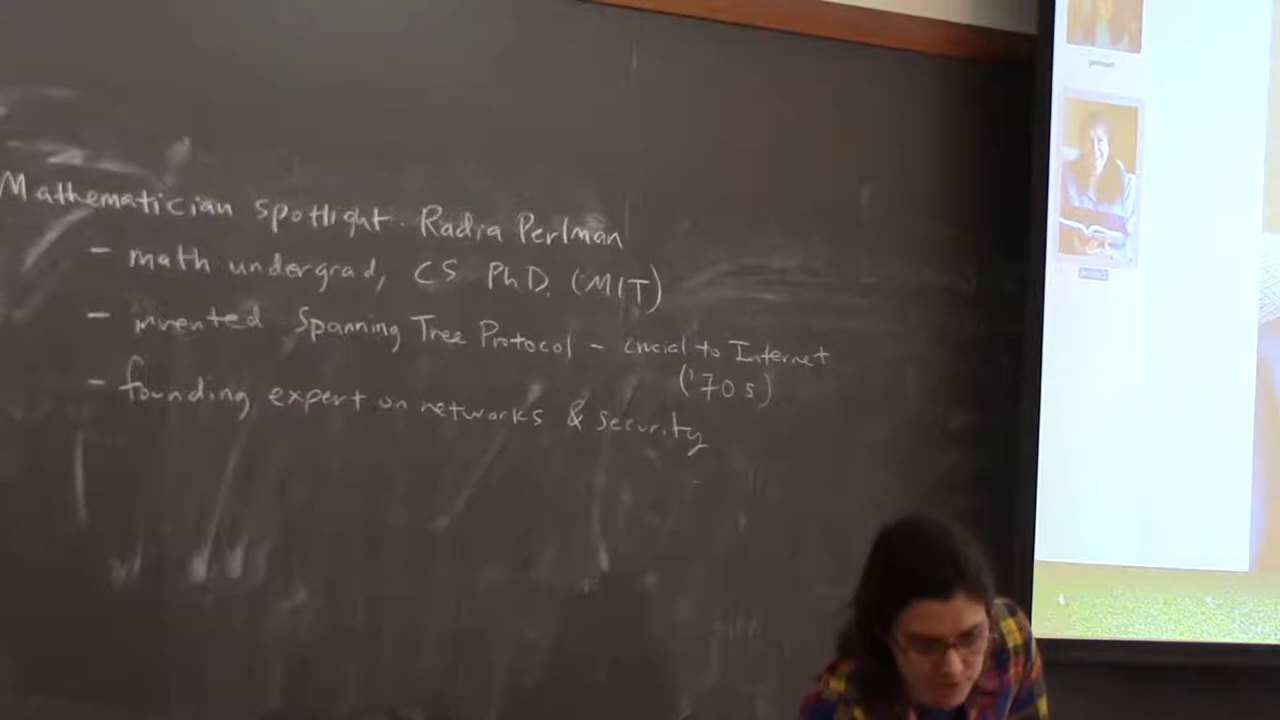 Mathematician spotlight. Radia Perlman
- math undergrad, CS PhD. (MIT)
- invented Spanning Tree Protocol - crucial to Internet
('70s)
- founding expert on networks & security